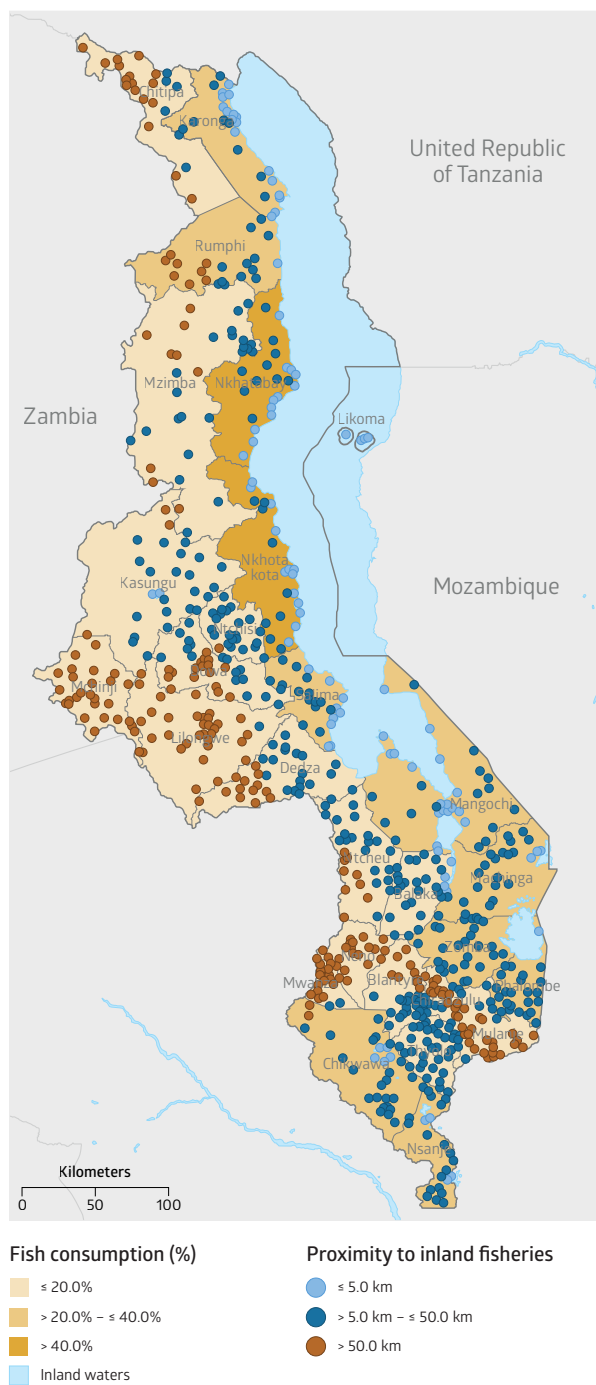 Chitipa
Karonga
United Republic
of Tanzania
Rumphi
Mzimba
Nkhatabay
Zambia
Likoma
Nkhota
kota
Mozambique
Kasungu
Ntchisi
Dowa
Mchinji
Salima
Lilongwe
Dedza
Mangochi
Ntcheu
Machinga
Balaka
Zomba
Neno
Mwanza
Blantyre
Phalombe
Chiradzulu
Mulanje
Thyolo
Chikwawa
Nsanje
Kilometers
0 50 100
Fish consumption (%)
≤ 20.0%
> 20.0% – ≤ 40.0%
> 40.0%
Inland waters
Proximity to inland fisheries
≤ 5.0 km
> 5.0 km – ≤ 50.0 km
> 50.0 km